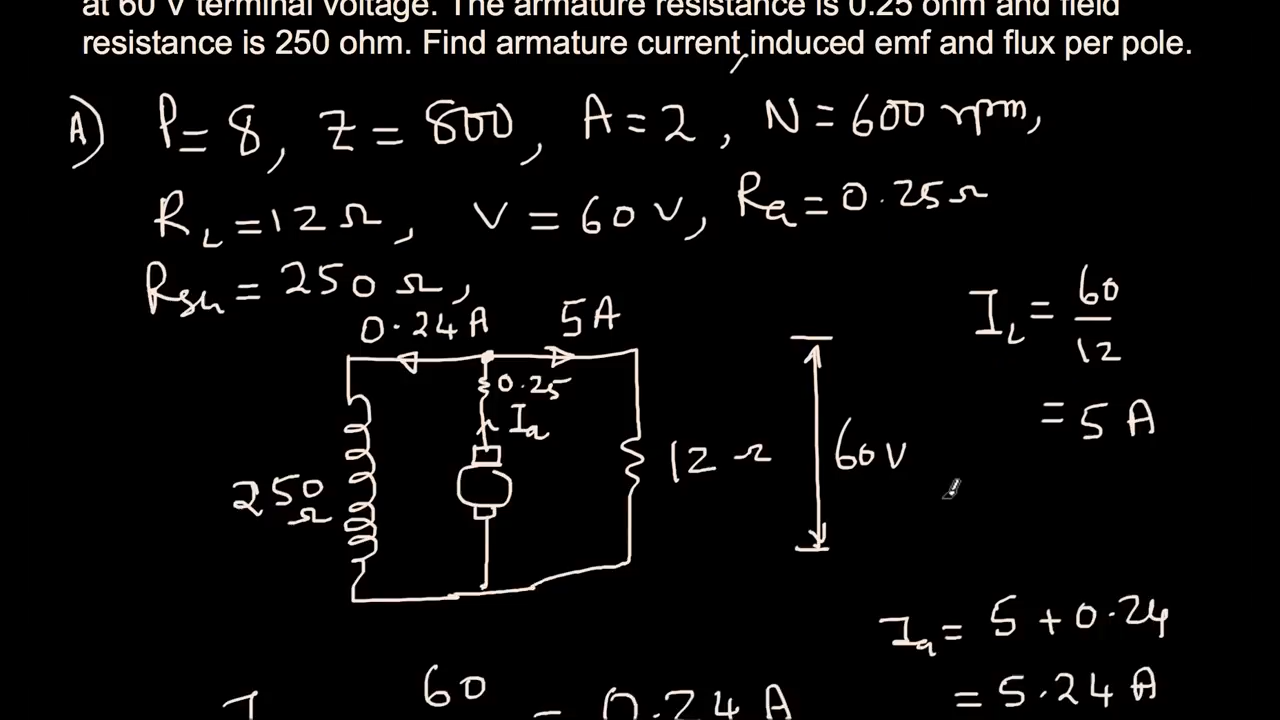 at 60 V terminal voltage. The armature resistance is 0.25 ohm and field
resistance is 250 ohm. Find armature current, induced emf and flux per pole.
A) P = 8, Z = 800, A = 2, N = 600 rpm,
R_L = 12 Ω, V = 60 V, R_a = 0.25 Ω
R_sh = 250 Ω,
0.24 A 5A
0.25
I_a
250 Ω
12 Ω
60 V
I_L = 60/12
= 5 A
I_a = 5 + 0.24
= 5.24 A
60
= 0.24 A